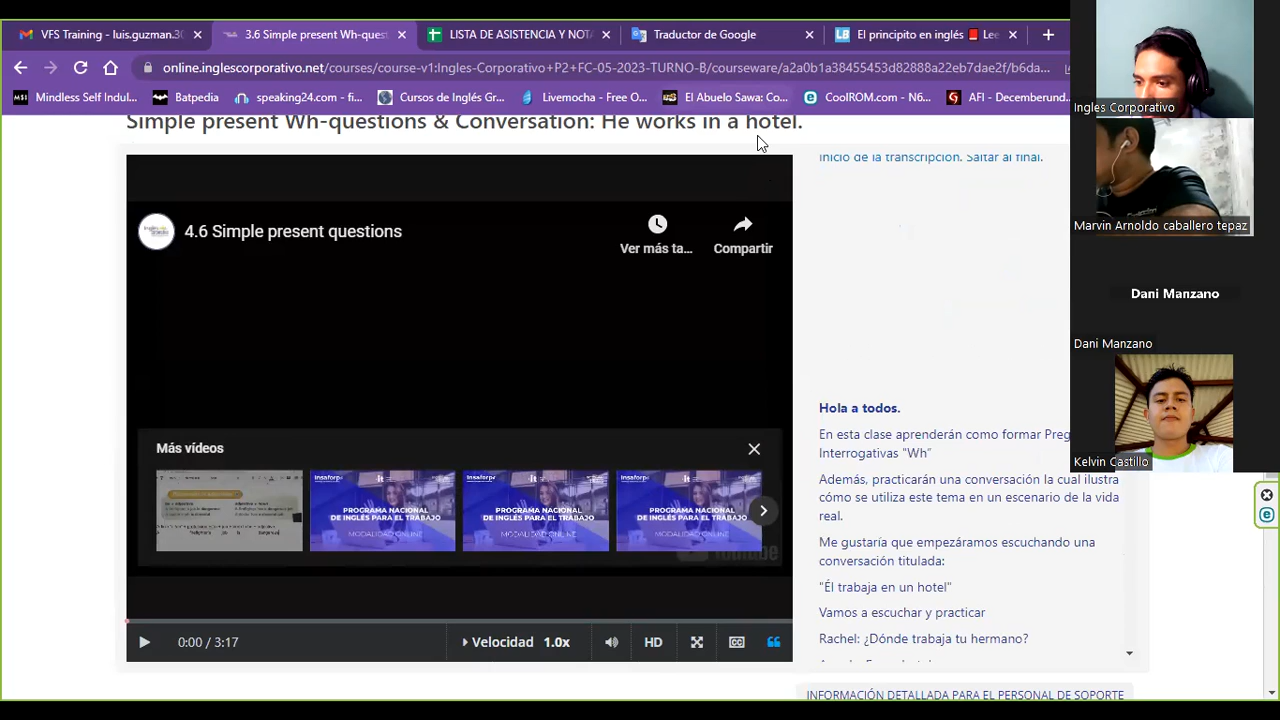 VFS Training - luis.guzman.30
3.6 Simple present Wh-quest
LISTA DE ASISTENCIA Y NOTA
Traductor de Google
El principito en inglés
Lee
online.inglescorporativo.net/courses/course-v1:Ingles-Corporativo+P2+FC-05-2023-TURNO-B/courseware/a2a0b1a38455453d82888a22eb7dae2f/b6da...
Mindless Self Indul...
Batpedia
speaking24.com - fi...
Cursos de Inglés Gr...
Livemocha - Free O...
El Abuelo Sawa: Co...
CoolROM.com - N6...
AFI - Decemberund
Simple present Wh-questions & Conversation: He works in a hotel.
Inicio de la transcripción. Saltar al final.
4.6 Simple present questions
Ver más ta...
Compartir
Más vídeos
insaforp
PROGRAMA NACIONAL
DE INGLÉS PARA EL TRABAJO
MODALIDAD ONLINE
insaforp
PROGRAMA NACIONAL
DE INGLÉS PARA EL TRABAJO
MODALIDAD ONLINE
insaforp
PROGRAMA NACIONAL
DE INGLÉS PARA EL TRABAJO
MODALIDAD ONLINE
0:00 / 3:17
Velocidad 1.0x
HD
Hola a todos.
En esta clase aprenderán como formar Preg
Interrogativas "Wh"
Además, practicarán una conversación la cual ilustra
cómo se utiliza este tema en un escenario de la vida
real.
Me gustaría que empezáramos escuchando una
conversación titulada:
"Él trabaja en un hotel"
Vamos a escuchar y practicar
Rachel: ¿Dónde trabaja tu hermano?
INFORMACIÓN DETALLADA PARA EL PERSONAL DE SOPORTE
Ingles Corporativo
Marvin Arnoldo caballero tepaz
Dani Manzano
Dani Manzano
Kelvin Castillo